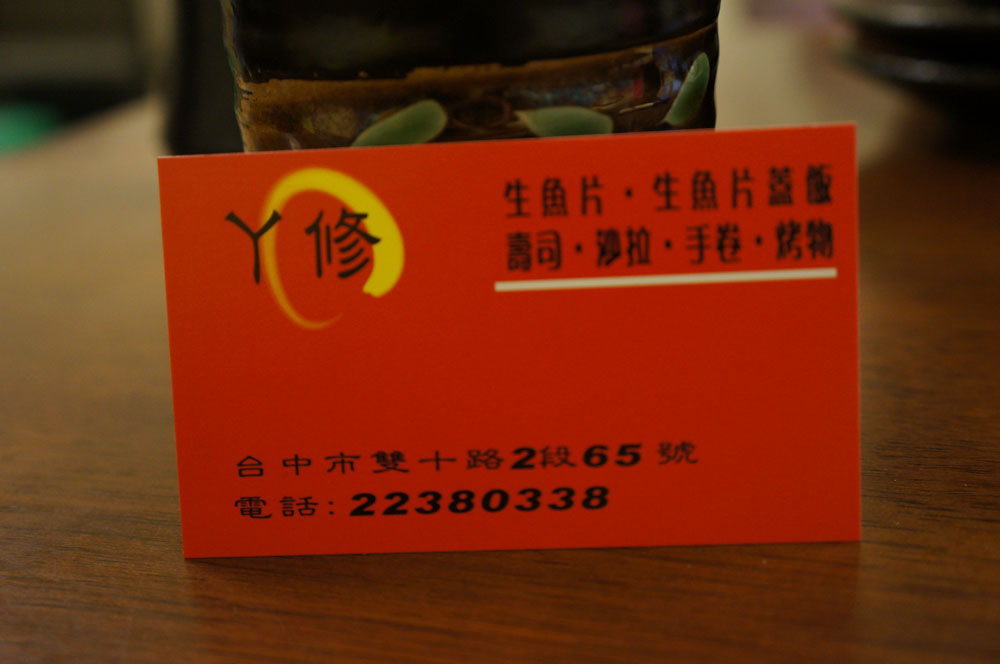 丫修
生魚片·生魚片蓋飯
壽司·沙拉·手卷·烤物
台中市雙十路2段65號
電話:22380338